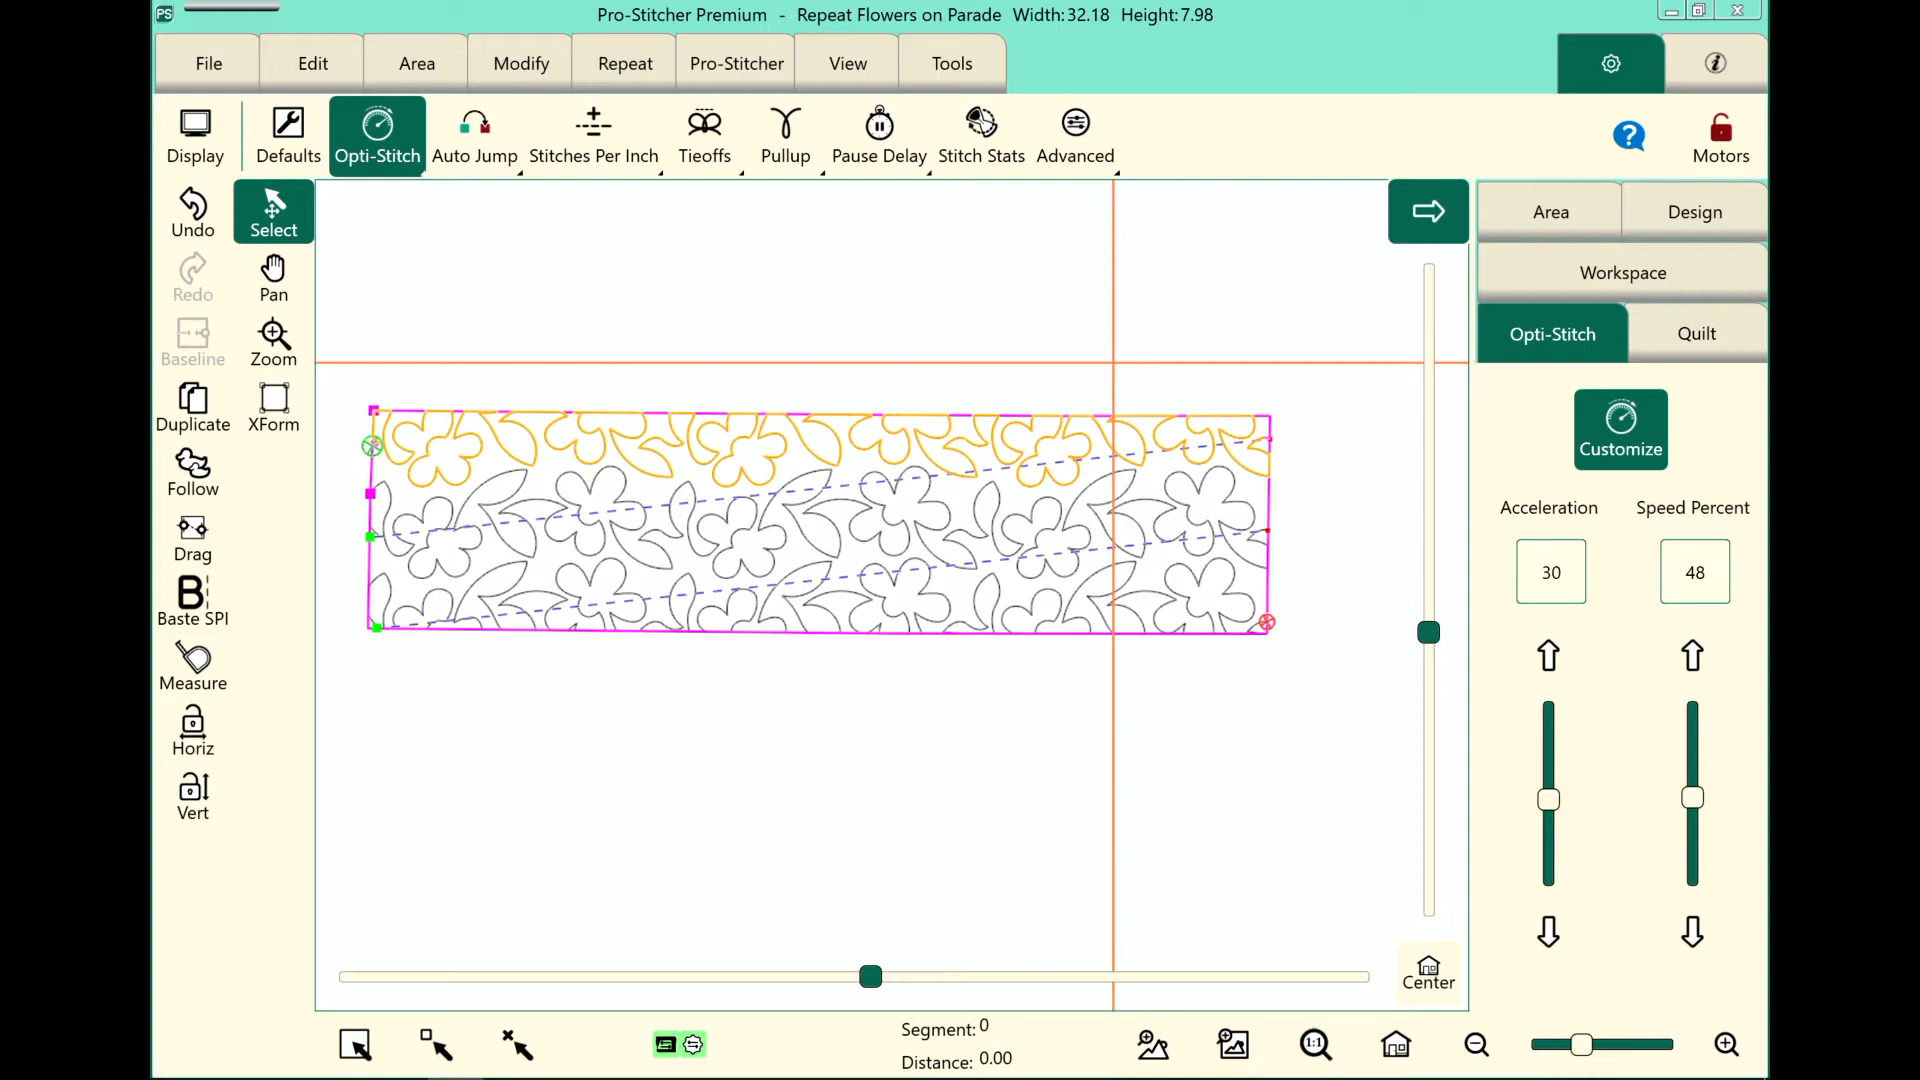 PS Pro-Stitcher Premium - Repeat Flowers on Parade Width:32.18 Height:7.98
File Edit Area Modify Repeat Pro-Stitcher View Tools
Display Defaults Opti-Stitch Auto Jump Stitches Per Inch Tieoffs Pullup Pause Delay Stitch Stats Advanced ? Motors
Undo Select
Area Design
Redo Pan
Workspace
Baseline Zoom
Opti-Stitch Quilt
Duplicate XForm
Customize
Follow
Acceleration Speed Percent
Drag
30 48
B
Baste SPI
Measure
Horiz
Vert
Center
Segment: 0
1:1
Distance: 0.00